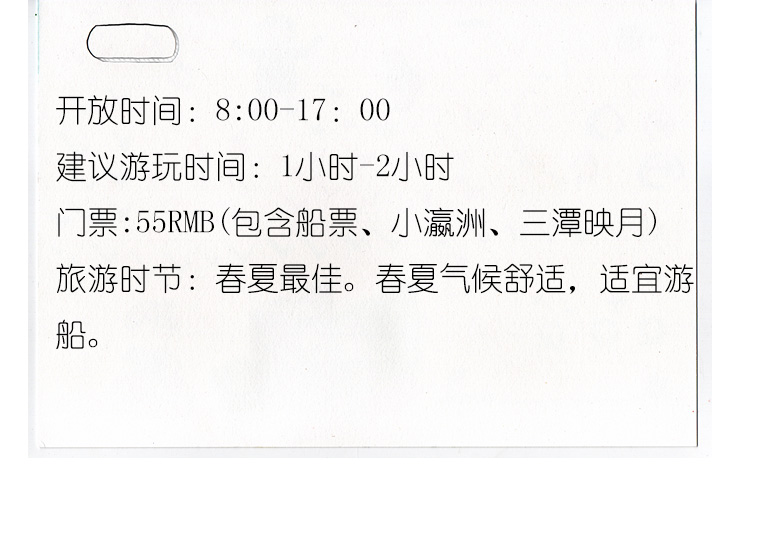 开放时间：8:00-17：00
建议游玩时间：1小时-2小时
门票:55RMB(包含船票、小瀛洲、三潭映月)
旅游时节：春夏最佳。春夏气候舒适，适宜游
船。